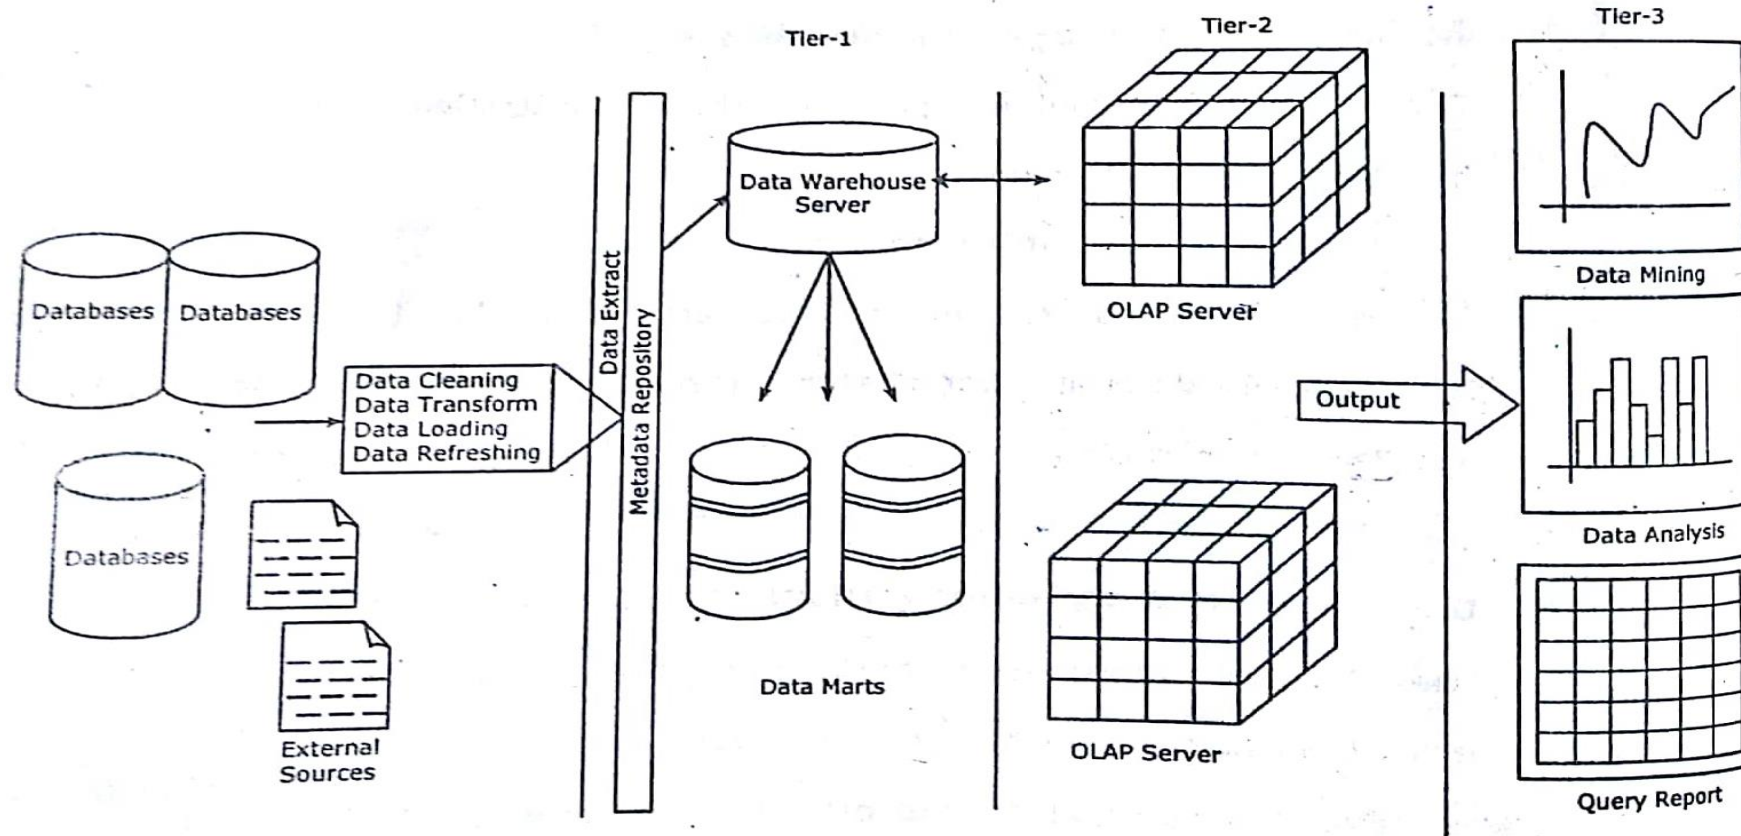 Tier-1
Tier-2
Tier-3
Databases
Databases
Databases
External
Sources
Data Cleaning
Data Transform
Data Loading
Data Refreshing
Data Extract
Metadata Repository
Data Warehouse
Server
Data Marts
OLAP Server
OLAP Server
Output
Data Mining
Data Analysis
Query Report